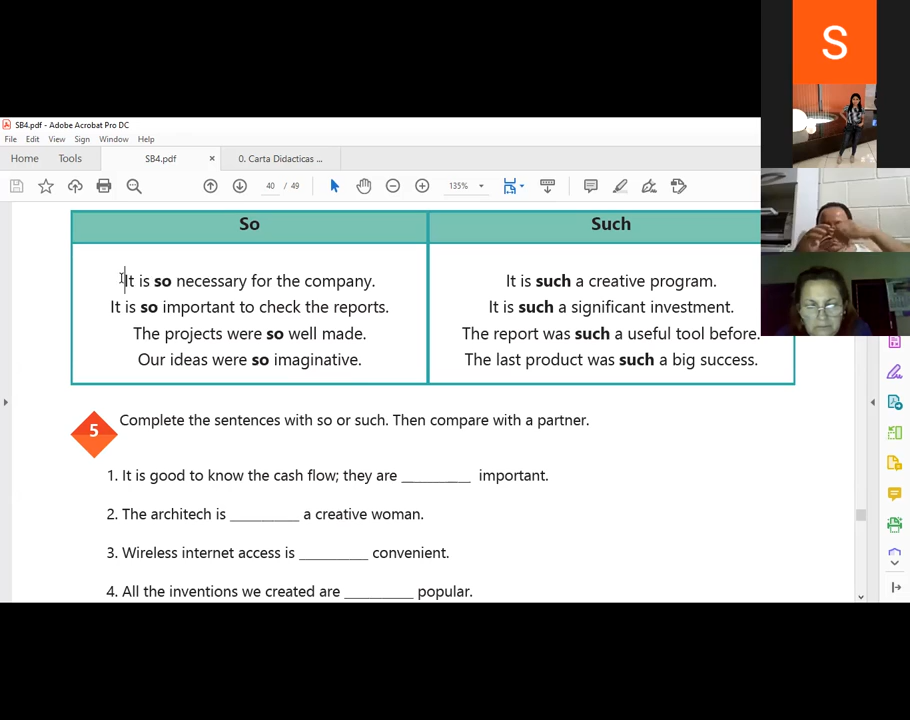 S
SB4.pdf - Adobe Acrobat Pro DC
File Edit View Sign Window Help
Home Tools SB4.pdf × 0. Carta Didacticas ...
40 / 49 135%
So Such
It is so necessary for the company.
It is so important to check the reports.
The projects were so well made.
Our ideas were so imaginative.
It is such a creative program.
It is such a significant investment.
The report was such a useful tool before.
The last product was such a big success.
5 Complete the sentences with so or such. Then compare with a partner.
1. It is good to know the cash flow; they are _________ important.
2. The architech is _________ a creative woman.
3. Wireless internet access is _________ convenient.
4. All the inventions we created are _________ popular.